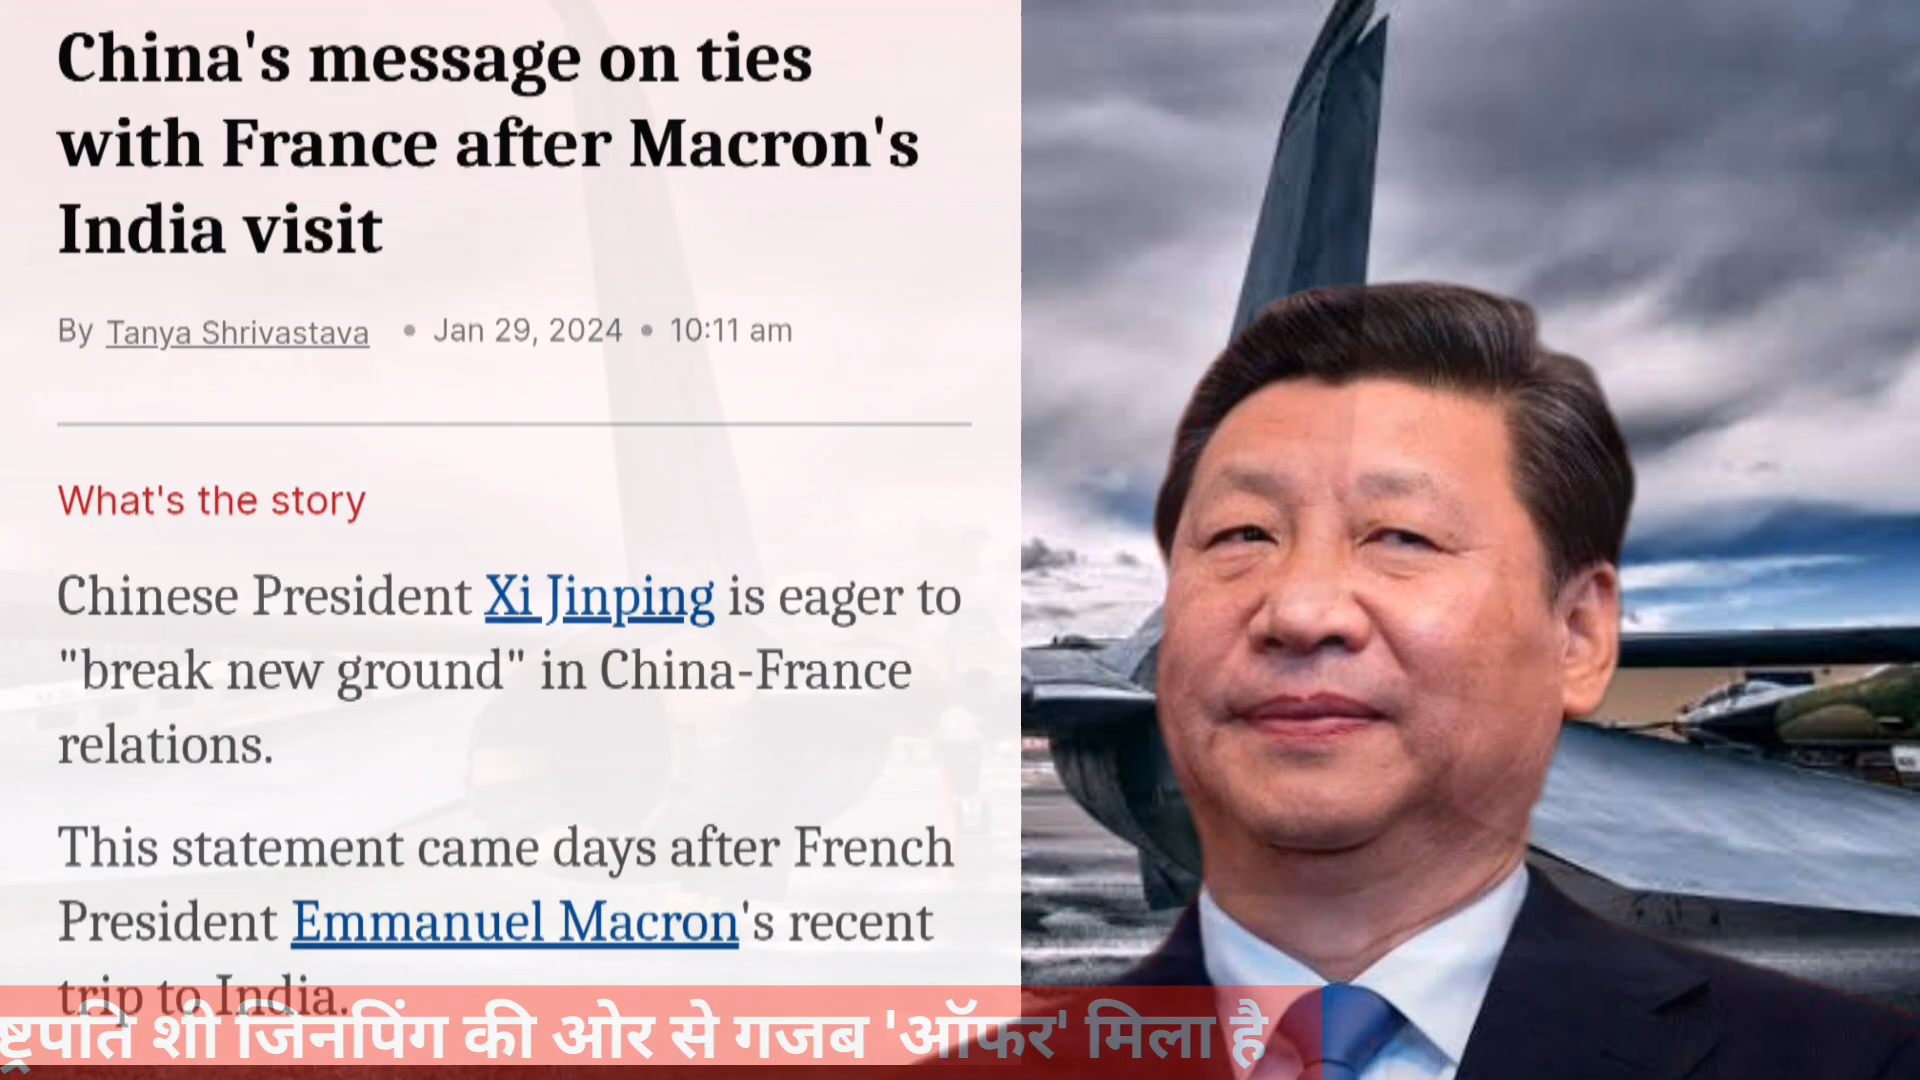 China's message on ties
with France after Macron's
India visit
By Tanya Shrivastava • Jan 29, 2024 • 10:11 am
What's the story
Chinese President Xi Jinping is eager to
"break new ground" in China-France
relations.
This statement came days after French
President Emmanuel Macron's recent
trip to India.
ष्ट्रपति शी जिनपिंग की ओर से गजब 'ऑफर' मिला है